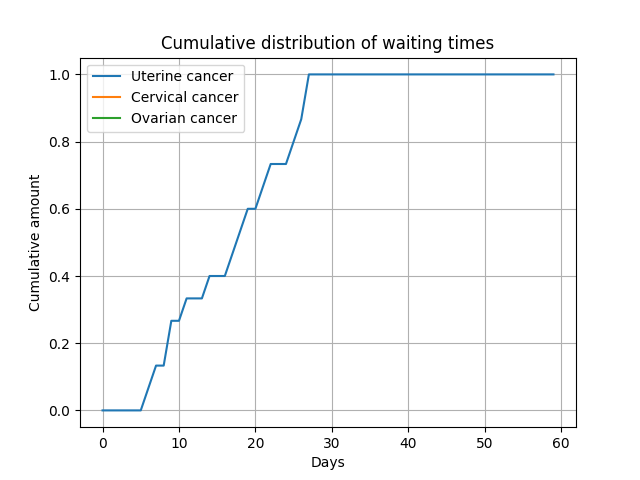 Cumulative distribution of waiting times
Uterine cancer
Cervical cancer
Ovarian cancer
1.0
0.8
0.6
0.4
0.2
0.0
Cumulative amount
0 10 20 30 40 50 60
Days